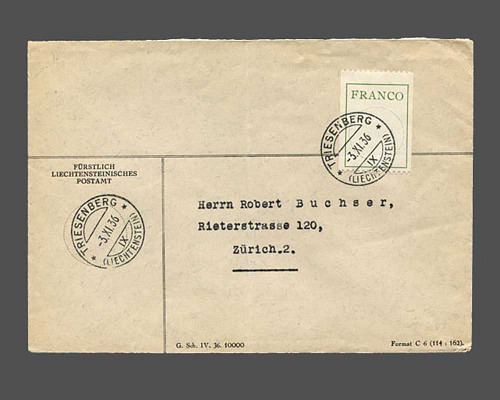 FRANCO
* TRIESENBERG *
-3.XI.36
IX
(LIECHTENSTEIN)
FÜRSTLICH
LIECHTENSTEINISCHES
POSTAMT
* TRIESENBERG *
-3.XI.36
IX
(LIECHTENSTEIN)
Herrn Robert Buchser,
Rieterstrasse 120,
Zürich.2.
G. Sch. IV. 36. 10000
Format C 6 (114 : 162).